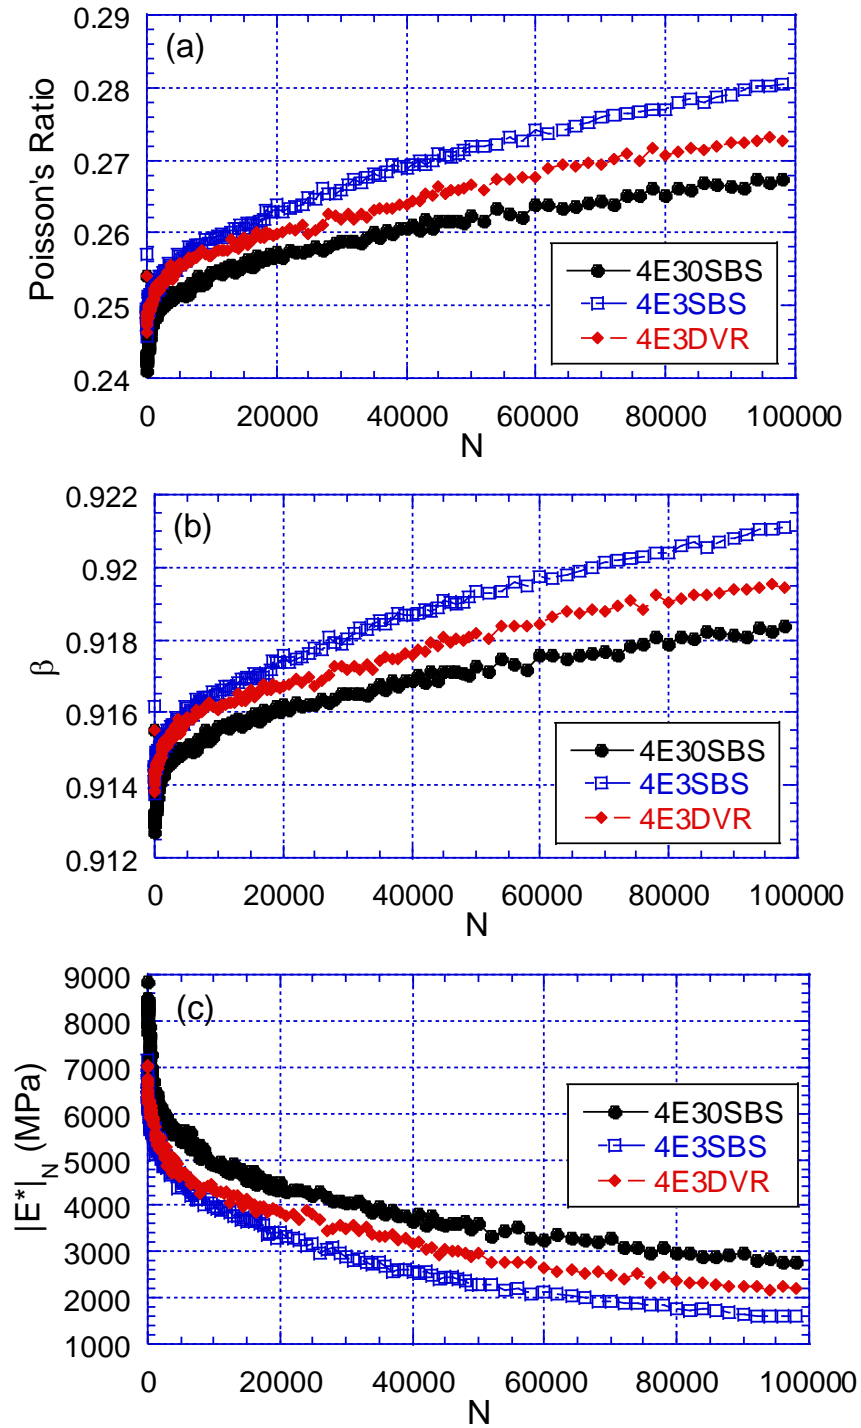 0.29
(a)
0.28
0.27
0.26
0.25
0.24
Poisson's Ratio
4E30SBS
4E3SBS
4E3DVR
0 20000 40000 60000 80000 100000
N
0.922
(b)
0.92
0.918
0.916
0.914
0.912
β
4E30SBS
4E3SBS
4E3DVR
0 20000 40000 60000 80000 100000
N
9000
(c)
8000
7000
6000
5000
4000
3000
2000
1000
|E*|N (MPa)
4E30SBS
4E3SBS
4E3DVR
0 20000 40000 60000 80000 100000
N